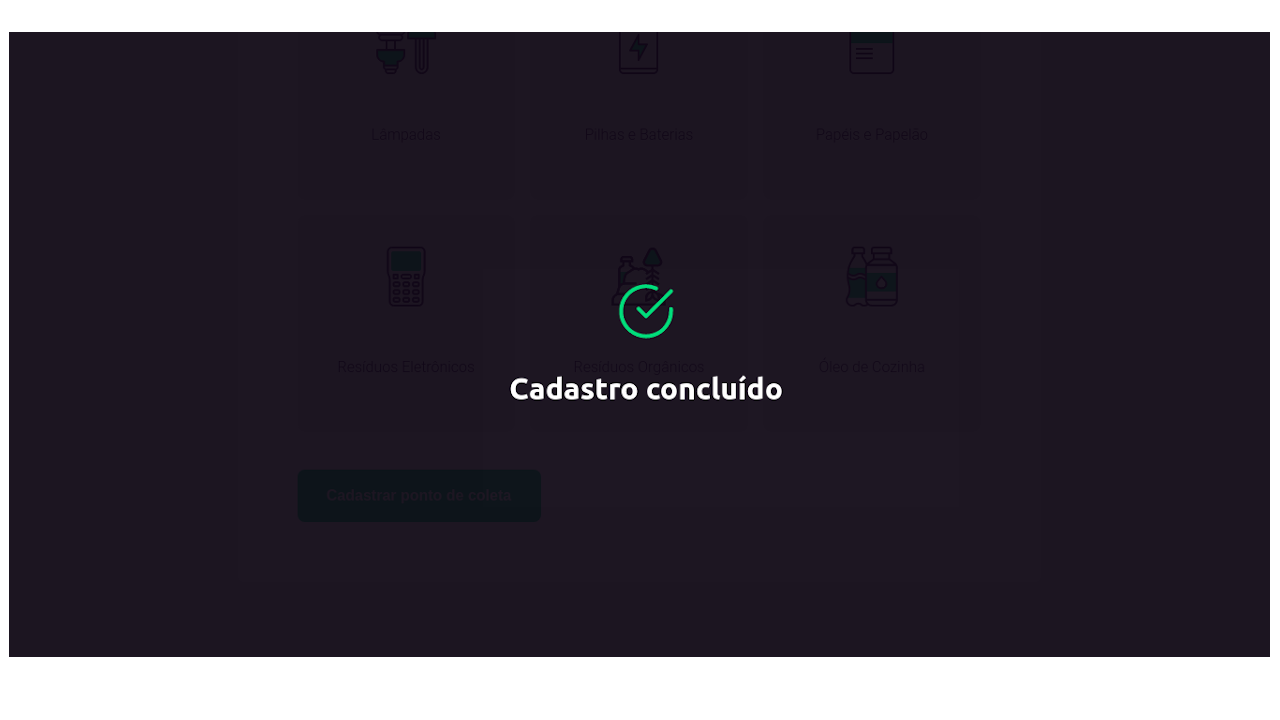 Lâmpadas
Pilhas e Baterias
Papéis e Papelão
Resíduos Eletrônicos
Resíduos Orgânicos
Óleo de Cozinha
Cadastro concluído
Cadastrar ponto de coleta